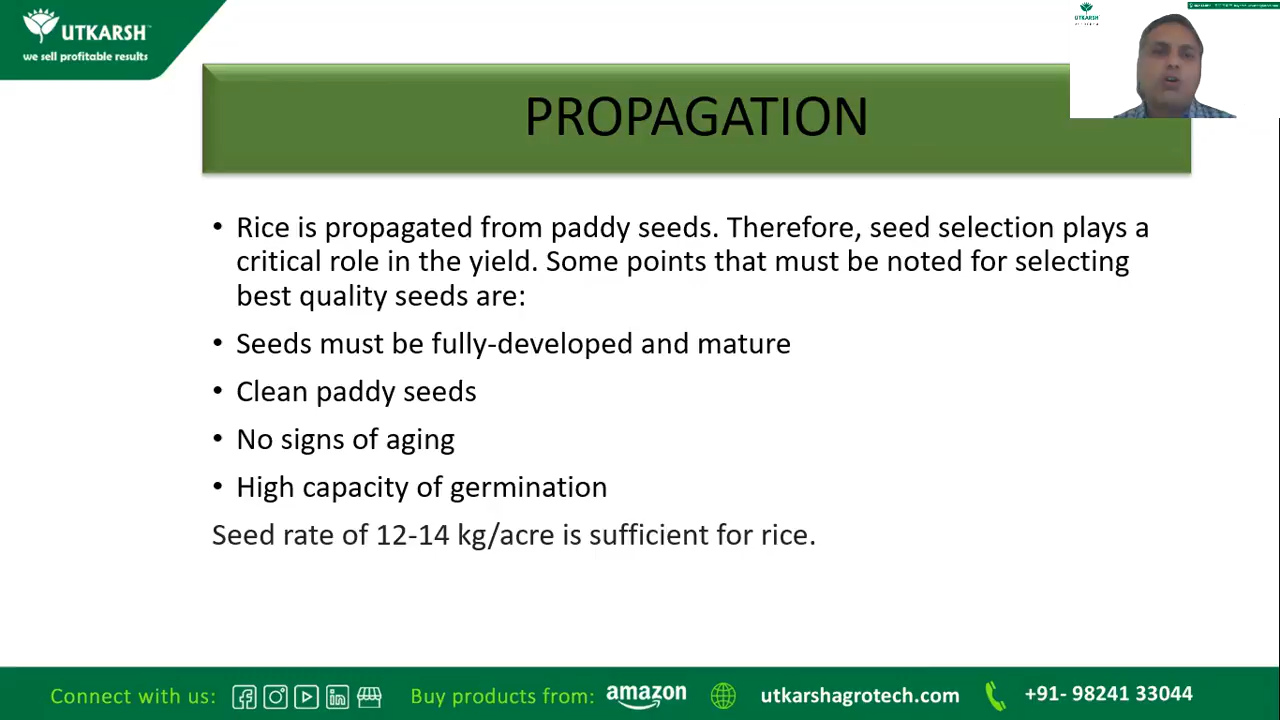 UTKARSH
we sell profitable results
PROPAGATION
• Rice is propagated from paddy seeds. Therefore, seed selection plays a
critical role in the yield. Some points that must be noted for selecting
best quality seeds are:
• Seeds must be fully-developed and mature
• Clean paddy seeds
• No signs of aging
• High capacity of germination
Seed rate of 12-14 kg/acre is sufficient for rice.
Connect with us: Buy products from: amazon utkarshagrotech.com +91- 98241 33044